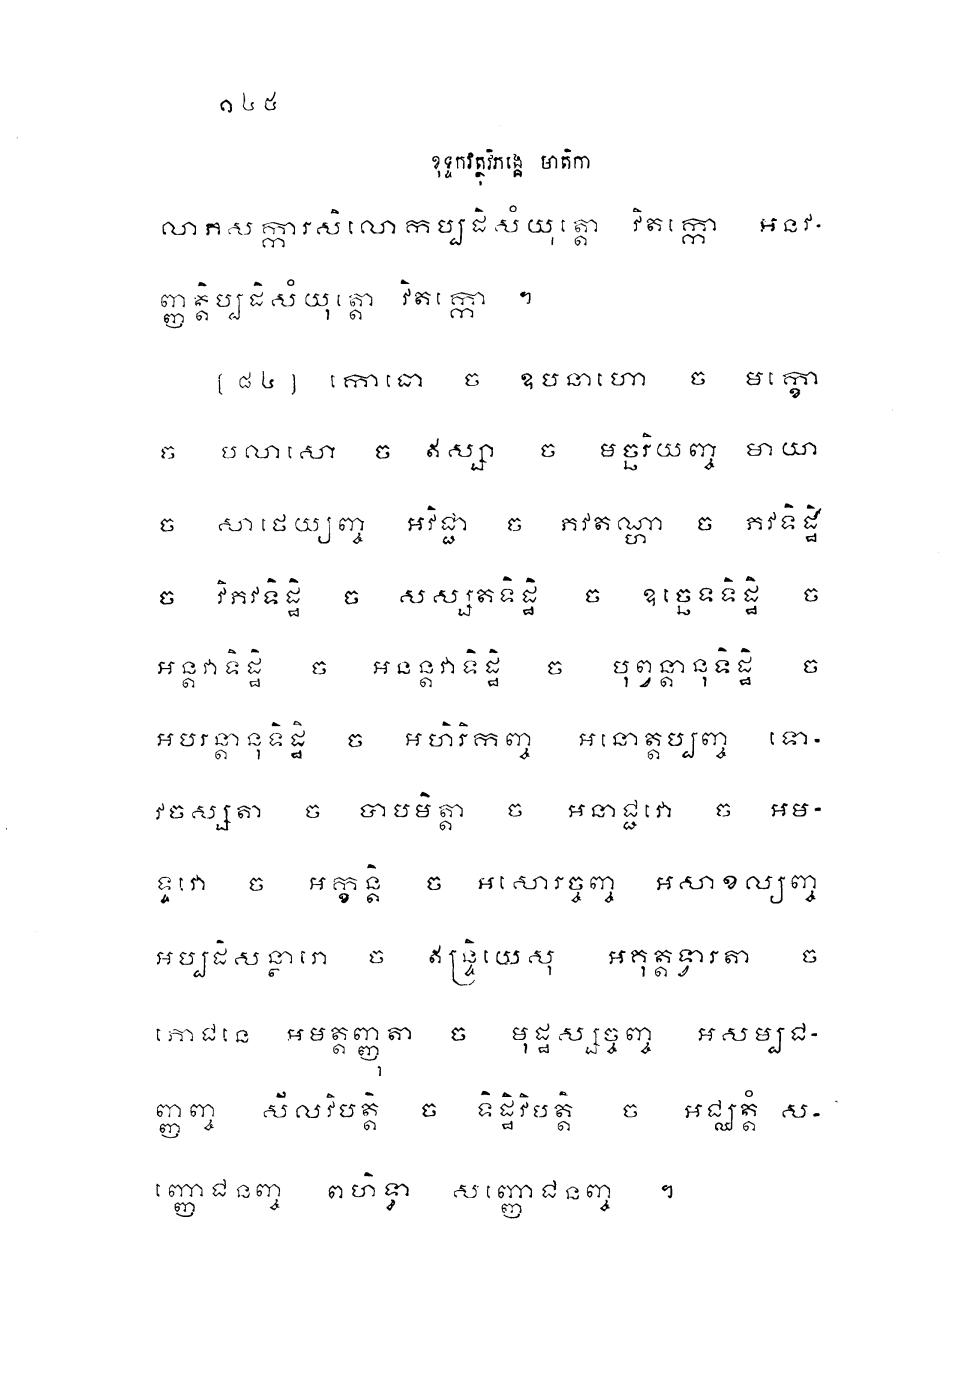 ១៤៥
ខុទ្ទកវត្ថុវិភង្គេ មាតិកា
លាភសក្ការសិលោកប្បដិសំយុត្តោ វិតក្កោ អនវ-
ញ្ញត្តិប្បដិសំយុត្តោ វិតក្កោ ។
(៨៤) កោធោ ច ឧបនាហោ ច មក្ខោ
ច បលាសោ ច ឥស្សា ច មច្ឆរិយញ្ច មាយា
ច សាថេយ្យញ្ច អវិជ្ជា ច ភវតណ្ហា ច ភវទិដ្ឋិ
ច វិភវទិដ្ឋិ ច សស្សតទិដ្ឋិ ច ឧច្ឆេទទិដ្ឋិ ច
អន្តវាទិដ្ឋិ ច អនន្តវាទិដ្ឋិ ច បុព្វន្តានុទិដ្ឋិ ច
អបរន្តានុទិដ្ឋិ ច អហិរិកញ្ច អនោត្តប្បញ្ច ទោ-
វចស្សតា ច បាបមិត្តា ច អនាជ្ជវោ ច អម-
ទ្ទវោ ច អក្ខន្តិ ច អសោរច្ចញ្ច អសាខល្យញ្ច
អប្បដិសន្ថារោ ច ឥន្ទ្រិយេសុ អគុត្តទ្វារតា ច
ភោជនេ អមត្តញ្ញុតា ច មុដ្ឋស្សច្ចញ្ច អសម្បជ-
ញ្ញញ្ច សីលវិបត្តិ ច ទិដ្ឋិវិបត្តិ ច អជ្ឈត្តំ ស-
ញ្ញោជនញ្ច ពហិទ្ធា សញ្ញោជនញ្ច ។